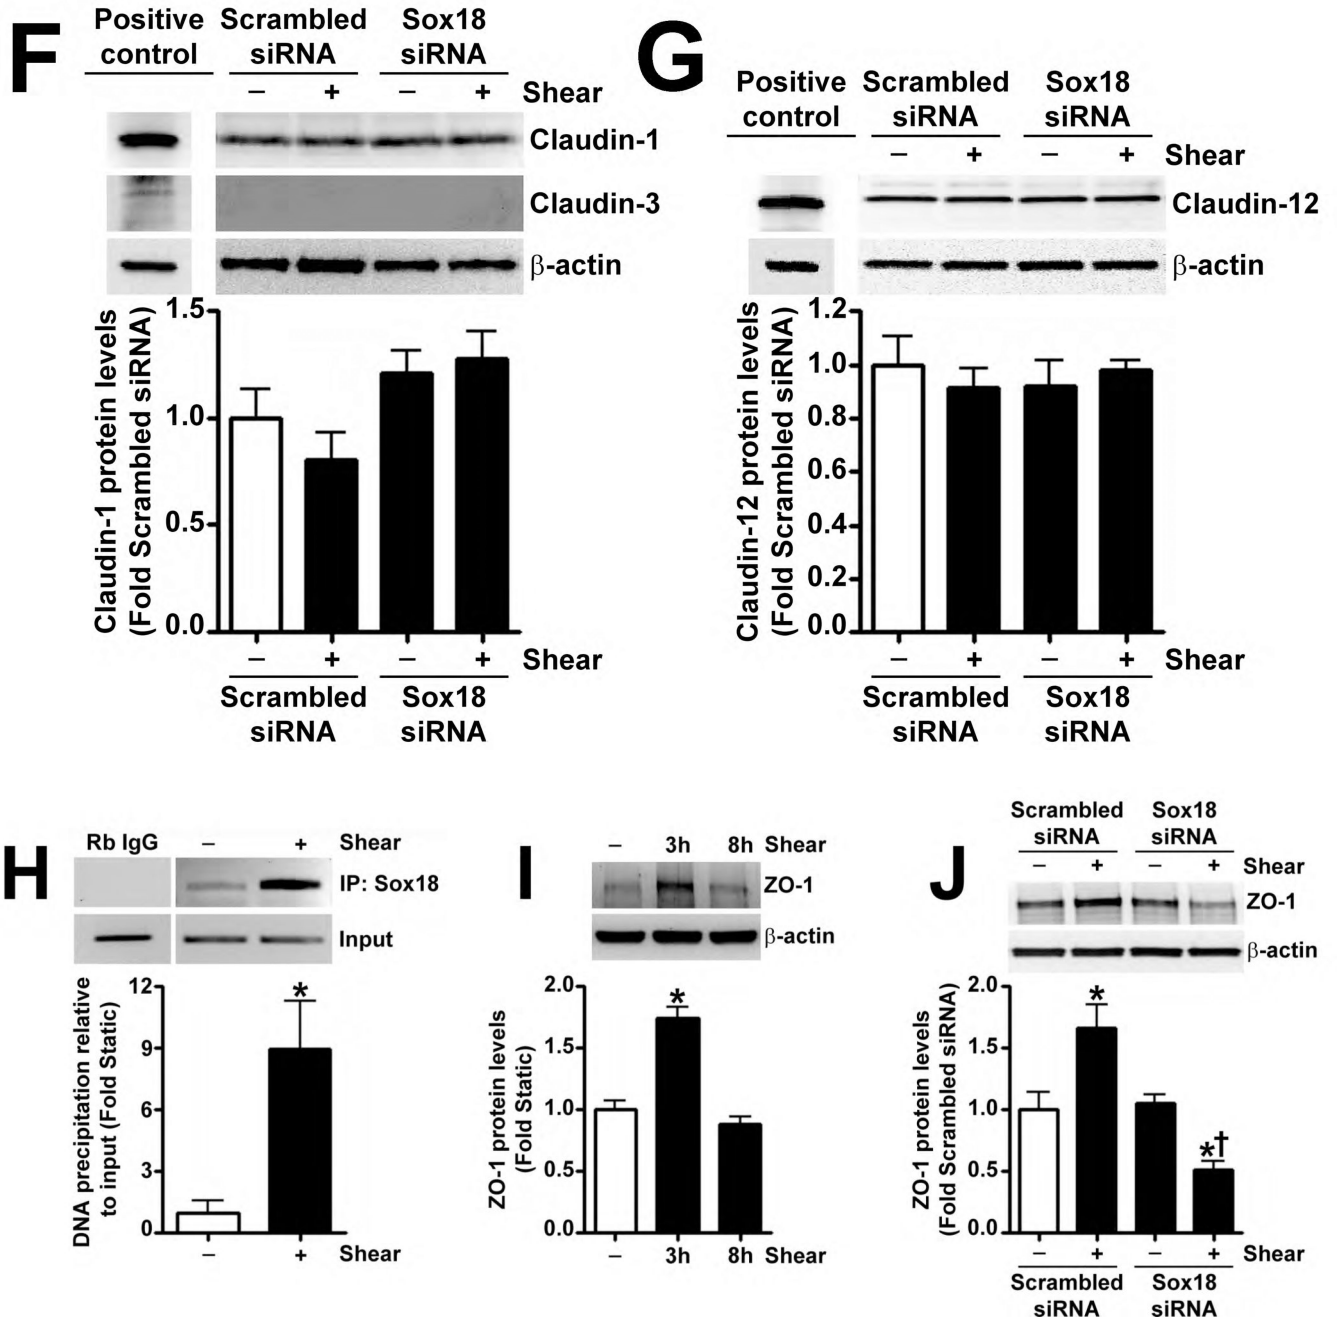 F
Positive control
Scrambled siRNA
Sox18 siRNA
− + − + Shear
Claudin-1
Claudin-3
β-actin
Claudin-1 protein levels
(Fold Scrambled siRNA)
1.5
1.0
0.5
0.0
− + − + Shear
Scrambled siRNA
Sox18 siRNA
G
Positive control
Scrambled siRNA
Sox18 siRNA
− + − + Shear
Claudin-12
β-actin
Claudin-12 protein levels
(Fold Scrambled siRNA)
1.2
1.0
0.8
0.6
0.4
0.2
0.0
− + − + Shear
Scrambled siRNA
Sox18 siRNA
H
Rb IgG − + Shear
IP: Sox18
Input
DNA precipitation relative
to input (Fold Static)
12
9
6
3
0
*
− + Shear
I
− 3h 8h Shear
ZO-1
β-actin
ZO-1 protein levels
(Fold Static)
2.0
1.5
1.0
0.5
0.0
*
− 3h 8h Shear
J
Scrambled siRNA
Sox18 siRNA
− + − + Shear
ZO-1
β-actin
ZO-1 protein levels
(Fold Scrambled siRNA)
2.0
1.5
1.0
0.5
0.0
*
*†
− + − + Shear
Scrambled siRNA
Sox18 siRNA